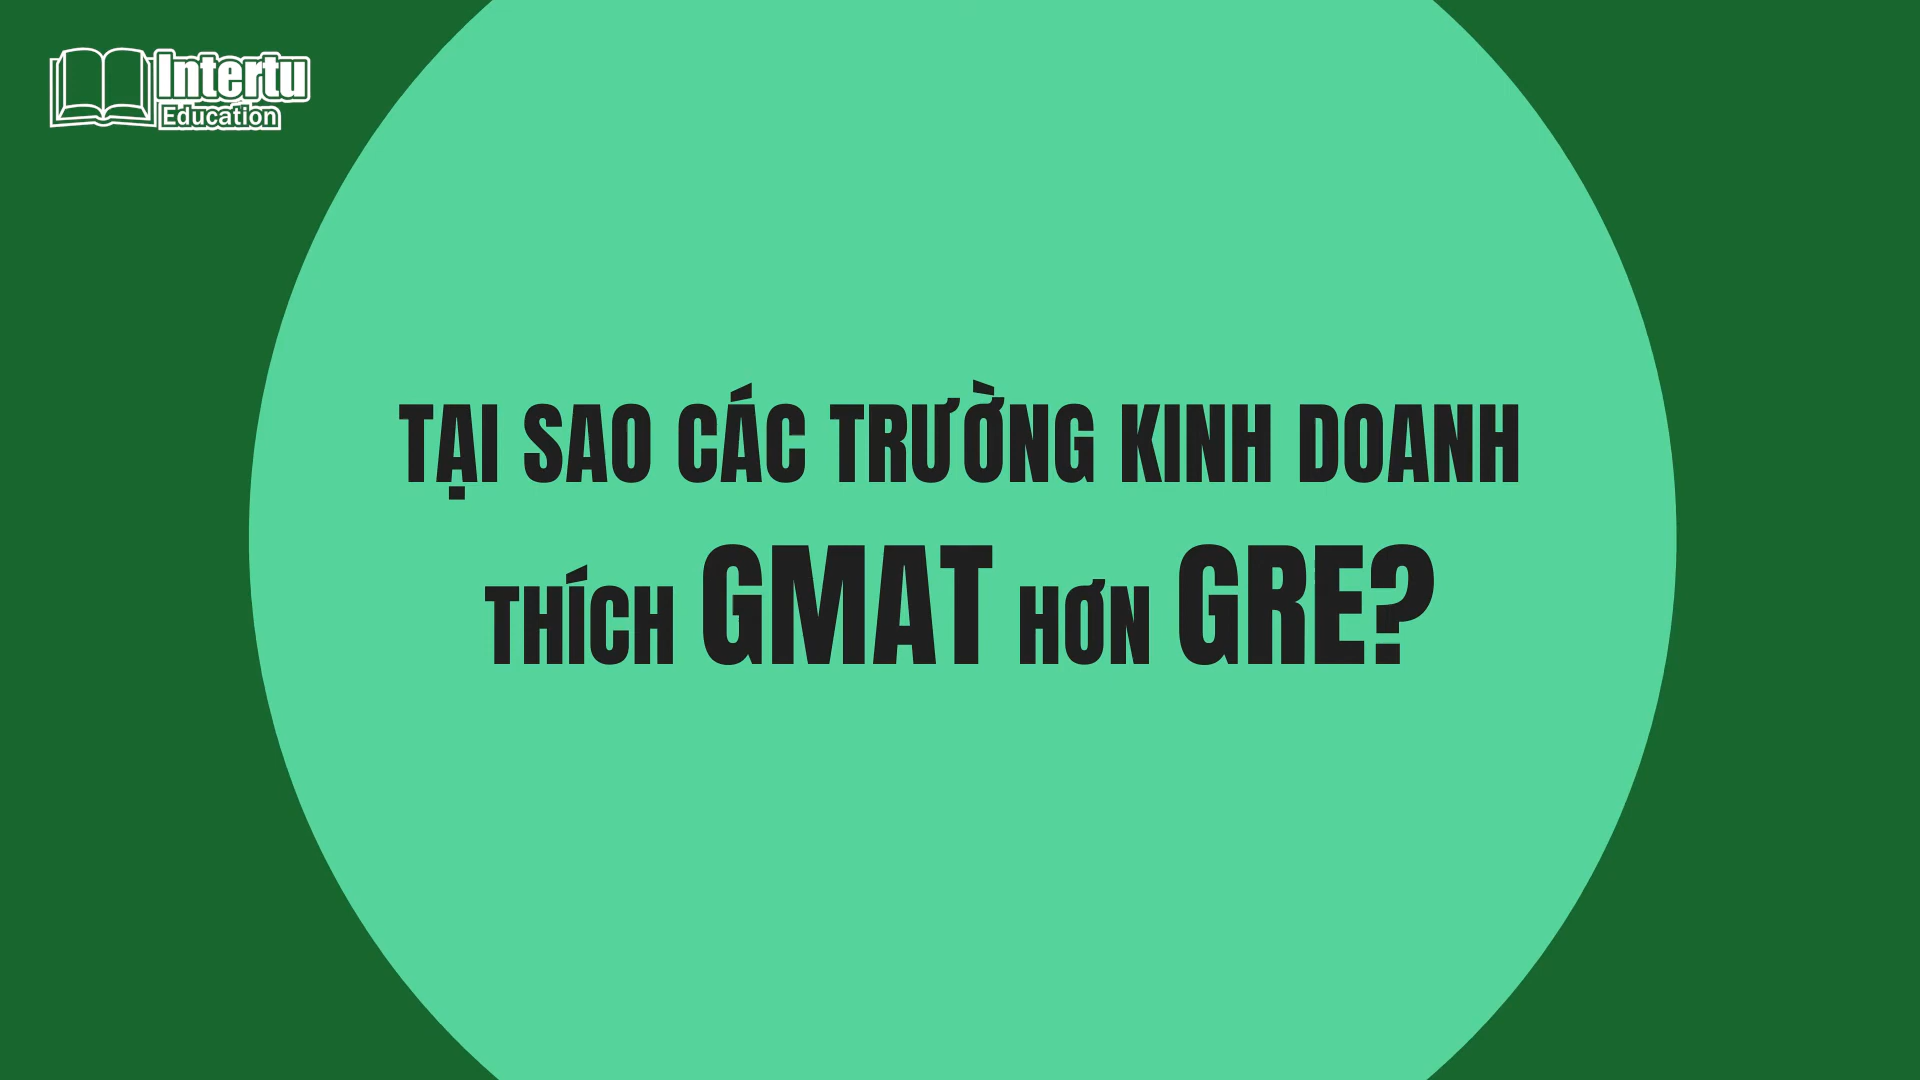 Intertu
Education
TẠI SAO CÁC TRƯỜNG KINH DOANH
THÍCH GMAT HƠN GRE?